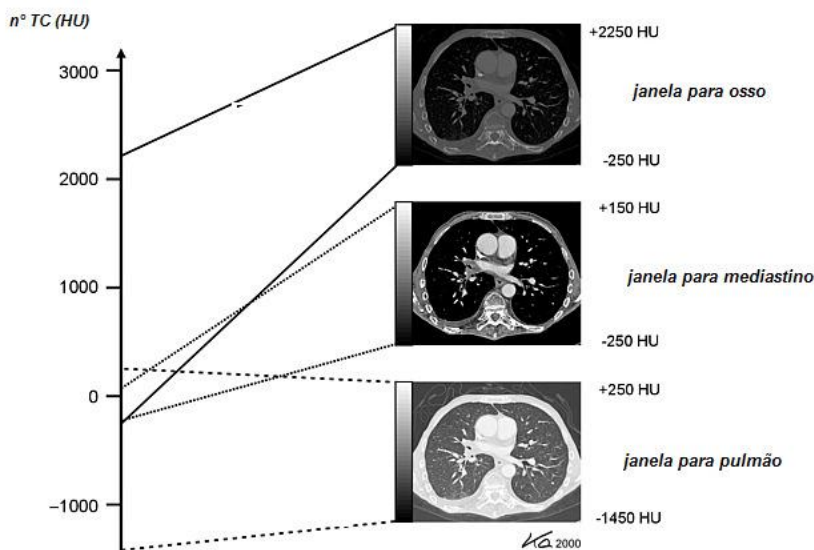 n° TC (HU)
3000
2000
1000
0
−1000
+2250 HU
janela para osso
-250 HU
+150 HU
janela para mediastino
-250 HU
+250 HU
janela para pulmão
-1450 HU
2000